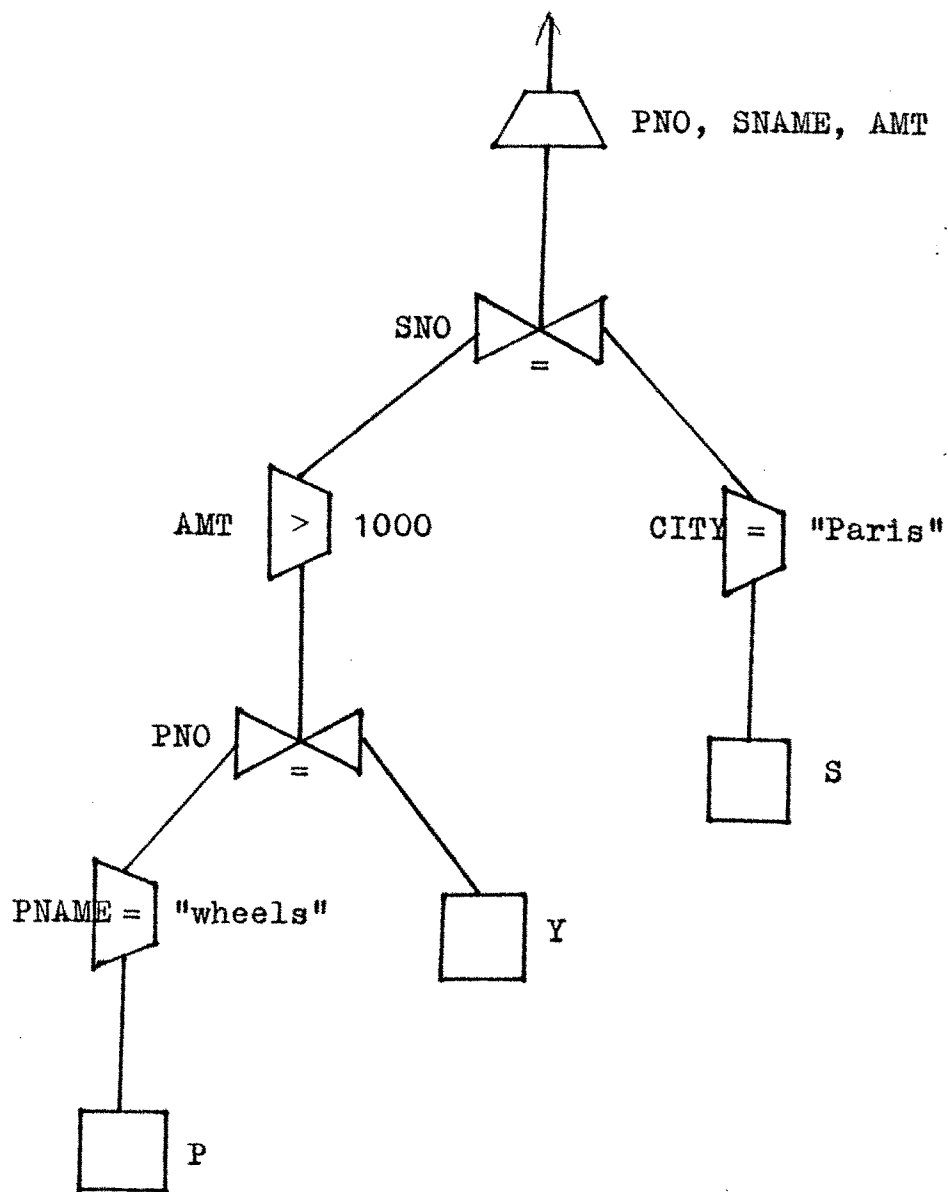 PNO, SNAME, AMT
SNO
=
AMT > 1000
CITY = "Paris"
PNO
=
S
PNAME = "wheels"
Y
P